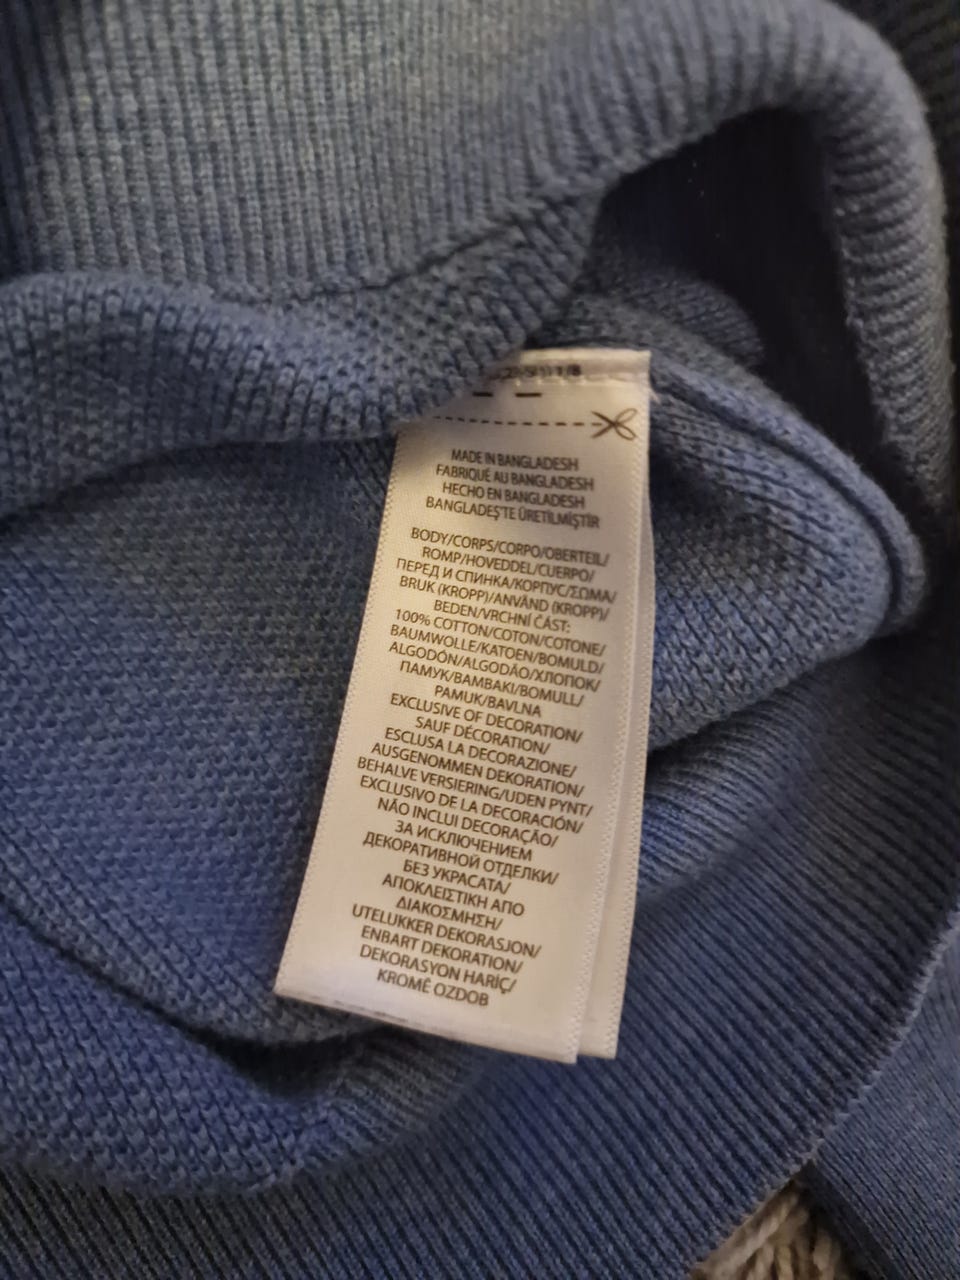 MADE IN BANGLADESH
FABRIQUÉ AU BANGLADESH
HECHO EN BANGLADESH
BANGLADEŞ'TE ÜRETİLMİŞTİR
BODY/CORPS/CORPO/OBERTEIL/
ROMP/HOVEDDEL/CUERPO/
ПЕРЕД И СПИНКА/КОРПУС/ΣΩΜΑ/
BRUK (KROPP)/ANVÄND (KROPP)/
BEDEN/VRCHNÍ ČÁST:
100% COTTON/COTON/COTONE/
BAUMWOLLE/KATOEN/BOMULD/
ALGODÓN/ALGODÃO/ХЛОПОК/
ПАМУК/BAMBAKI/BOMULL/
PAMUK/BAVLNA
EXCLUSIVE OF DECORATION/
SAUF DÉCORATION/
ESCLUSA LA DECORAZIONE/
AUSGENOMMEN DEKORATION/
BEHALVE VERSIERING/UDEN PYNT/
EXCLUSIVO DE LA DECORACIÓN/
NÃO INCLUI DECORAÇÃO/
ЗА ИСКЛЮЧЕНИЕМ
ДЕКОРАТИВНОЙ ОТДЕЛКИ/
БЕЗ УКРАСАТА/
ΑΠΟΚΛΕΙΣΤΙΚΗ ΑΠΟ
ΔΙΑΚΟΣΜΗΣΗ/
UTELUKKER DEKORASJON/
ENBART DEKORATION/
DEKORASYON HARİÇ/
KROMĚ OZDOB